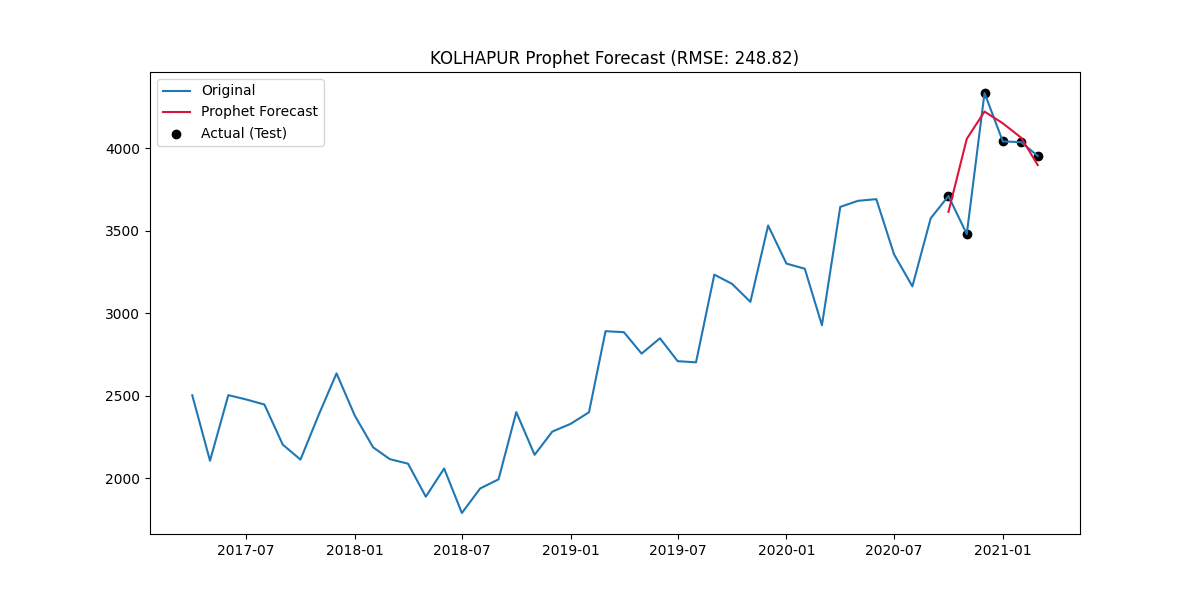 KOLHAPUR Prophet Forecast (RMSE: 248.82)
Original
Prophet Forecast
Actual (Test)
4000
3500
3000
2500
2000
2017-07 2018-01 2018-07 2019-01 2019-07 2020-01 2020-07 2021-01